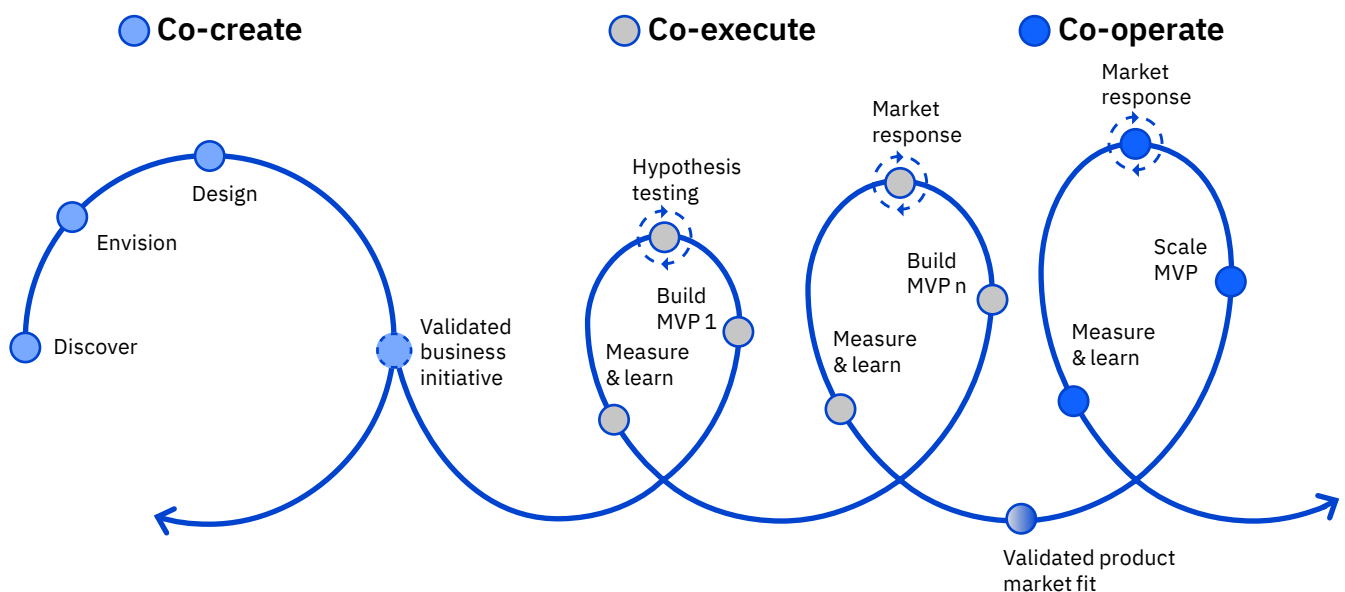 Co-create
Co-execute
Co-operate
Discover
Envision
Design
Validated
business
initiative
Hypothesis
testing
Build
MVP 1
Measure
& learn
Market
response
Build
MVP n
Measure
& learn
Validated product
market fit
Market
response
Scale
MVP
Measure
& learn